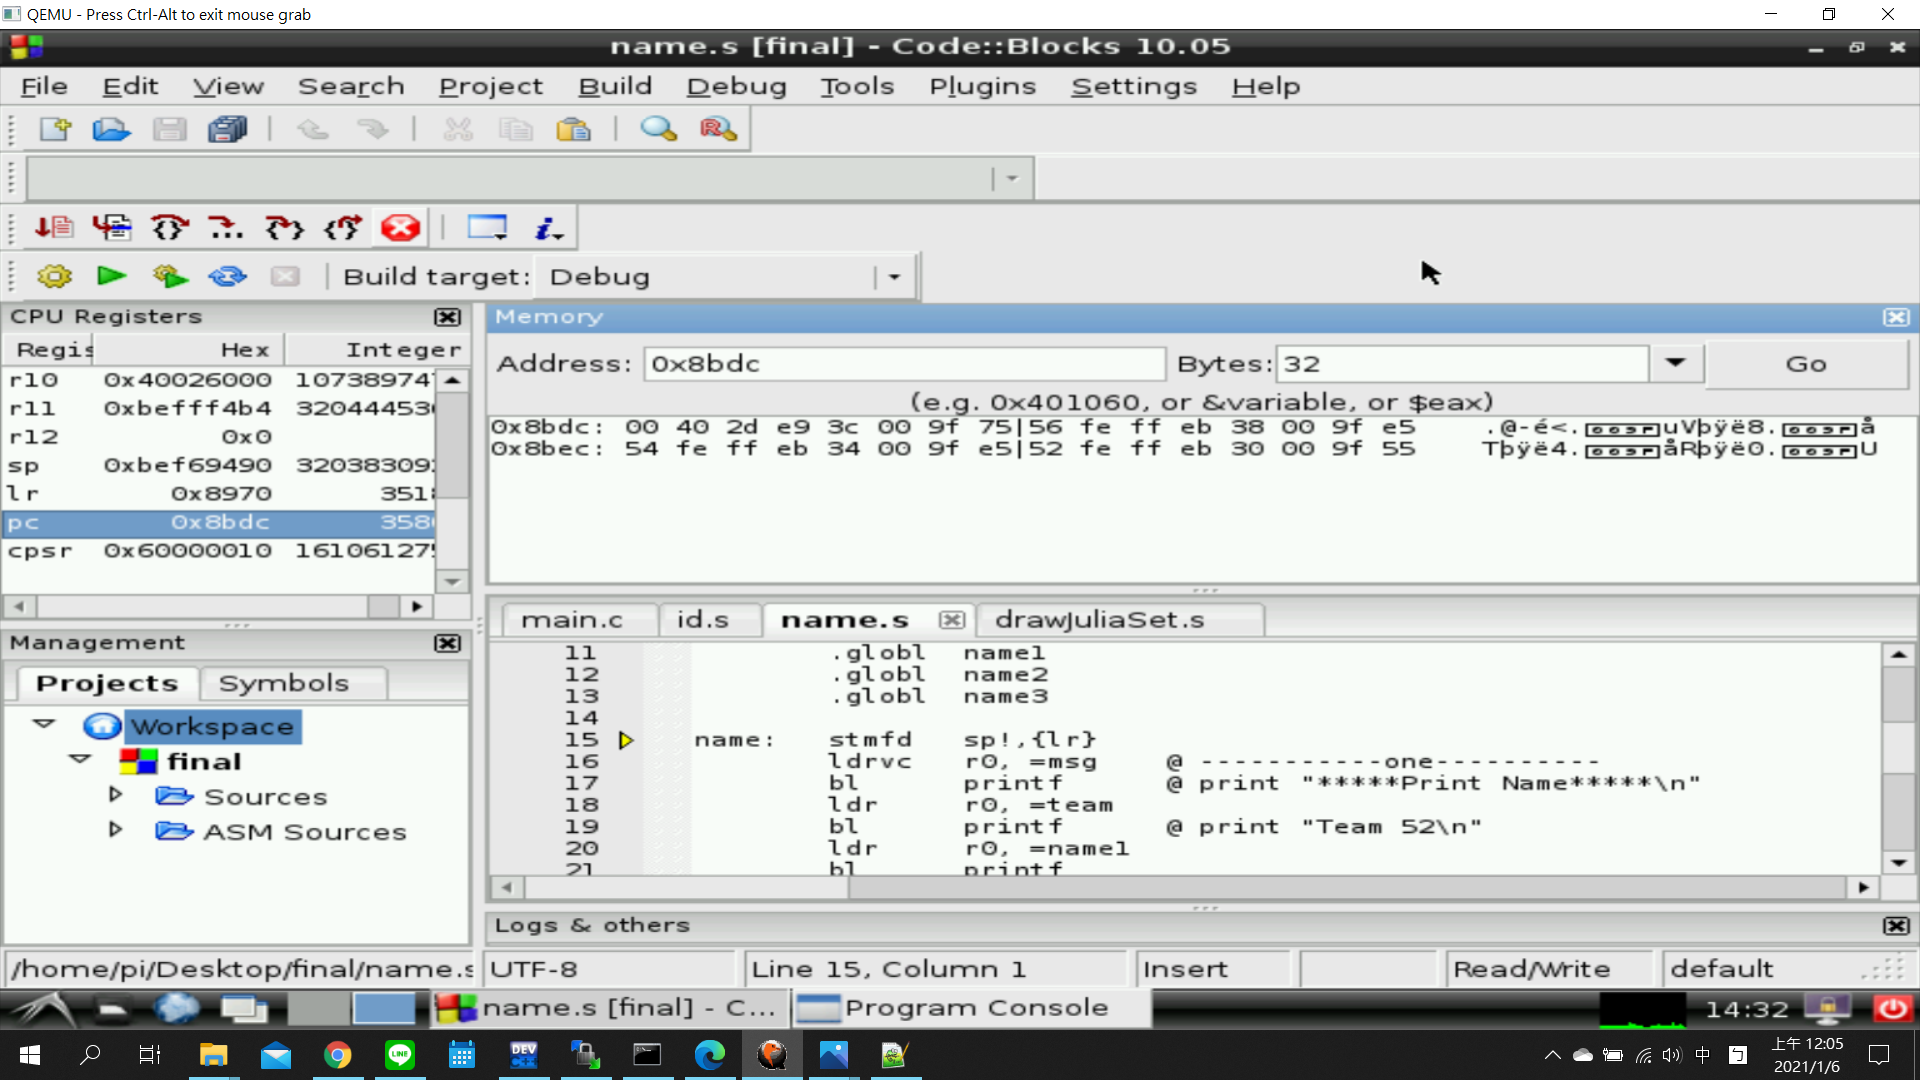 QEMU - Press Ctrl-Alt to exit mouse grab
name.s [final] - Code::Blocks 10.05
File Edit View Search Project Build Debug Tools Plugins Settings Help
Build target: Debug
CPU Registers
Regis Hex Integer
r10 0x40026000 107389747
r11 0xbefff4b4 320444530
r12 0x0
sp 0xbef69490 320383092
lr 0x8970 351
pc 0x8bdc 358
cpsr 0x60000010 161061275
Memory
Address: 0x8bdc Bytes: 32 Go
(e.g. 0x401060, or &variable, or $eax)
0x8bdc: 00 40 2d e9 3c 00 9f 75|56 fe ff eb 38 00 9f e5 .@-é<.uVþÿë8.å
0x8bec: 54 fe ff eb 34 00 9f e5|52 fe ff eb 30 00 9f 55 Tþÿë4.åRþÿë0.U
main.c id.s name.s drawJuliaSet.s
11 .globl name1
12 .globl name2
13 .globl name3
14
15 name: stmfd sp!,{lr}
16 ldrvc r0, =msg @ -----------one----------
17 bl printf @ print "*****Print Name*****\n"
18 ldr r0, =team
19 bl printf @ print "Team 52\n"
20 ldr r0, =name1
21 bl printf
Management
Projects Symbols
Workspace
final
Sources
ASM Sources
Logs & others
/home/pi/Desktop/final/name.s UTF-8 Line 15, Column 1 Insert Read/Write default
name.s [final] - C... Program Console 14:32
DEV C++ LINE 中 ㄅ 上午 12:05
2021/1/6